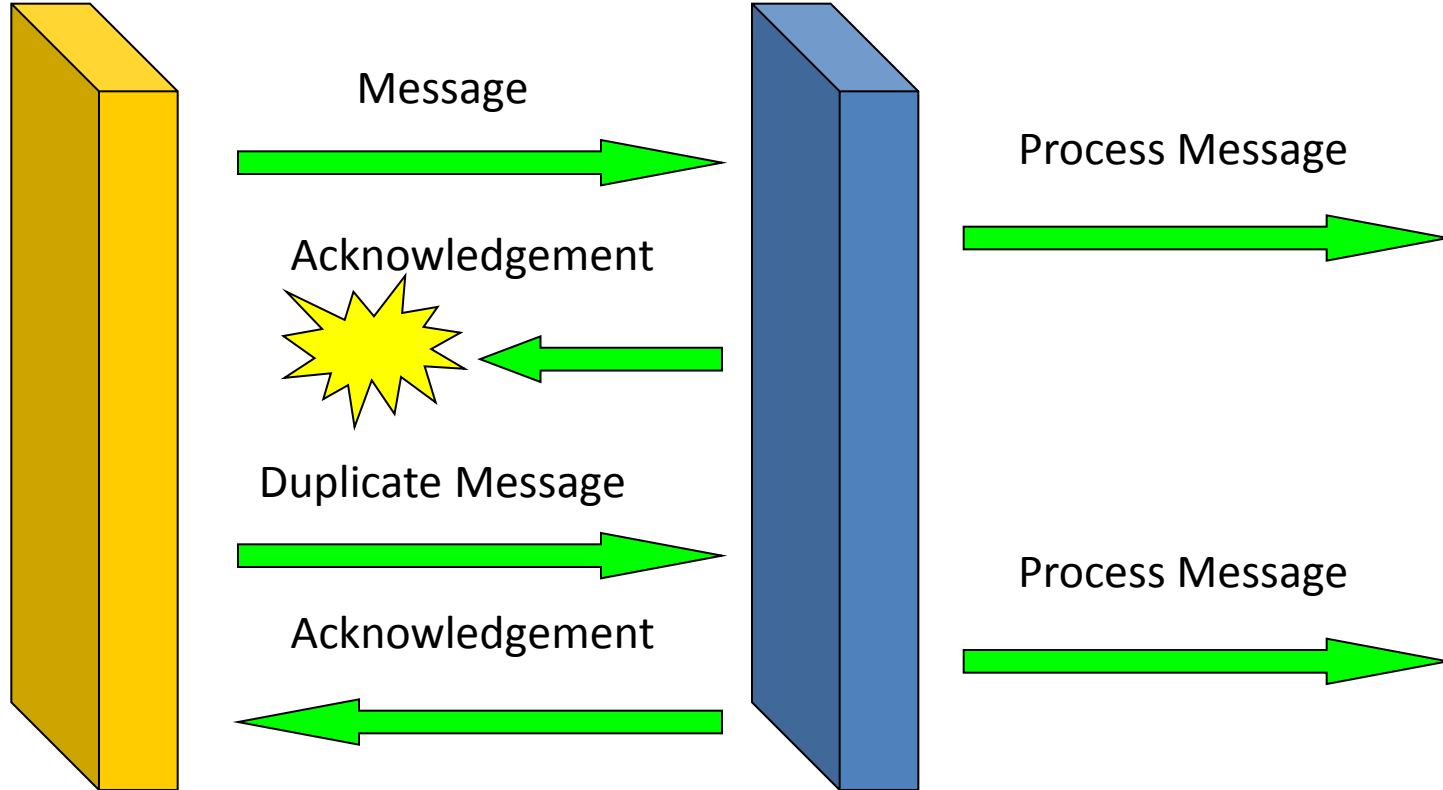 Message
Process Message
Acknowledgement
Duplicate Message
Process Message
Acknowledgement